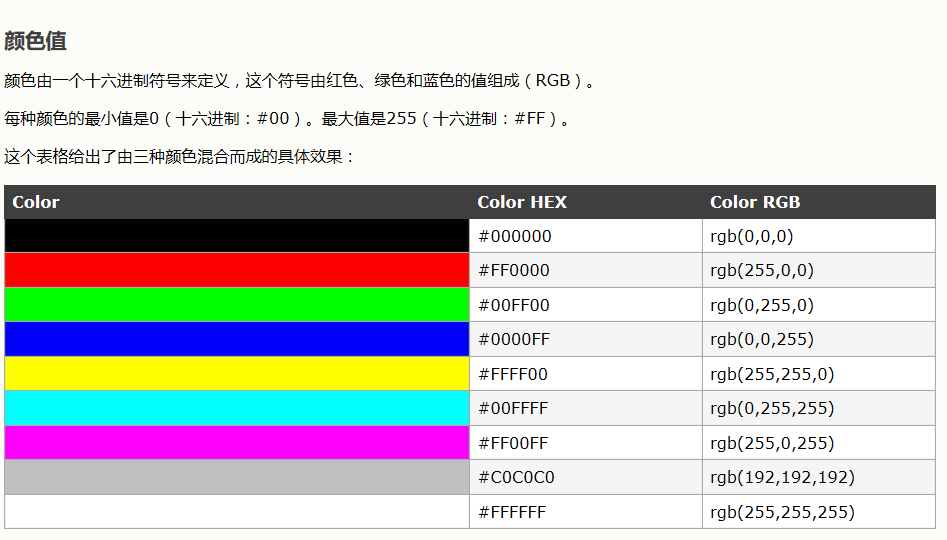 颜色值
颜色由一个十六进制符号来定义，这个符号由红色、绿色和蓝色的值组成（RGB）。
每种颜色的最小值是0（十六进制：#00）。最大值是255（十六进制：#FF）。
这个表格给出了由三种颜色混合而成的具体效果：
Color Color HEX Color RGB
#000000 rgb(0,0,0)
#FF0000 rgb(255,0,0)
#00FF00 rgb(0,255,0)
#0000FF rgb(0,0,255)
#FFFF00 rgb(255,255,0)
#00FFFF rgb(0,255,255)
#FF00FF rgb(255,0,255)
#C0C0C0 rgb(192,192,192)
#FFFFFF rgb(255,255,255)